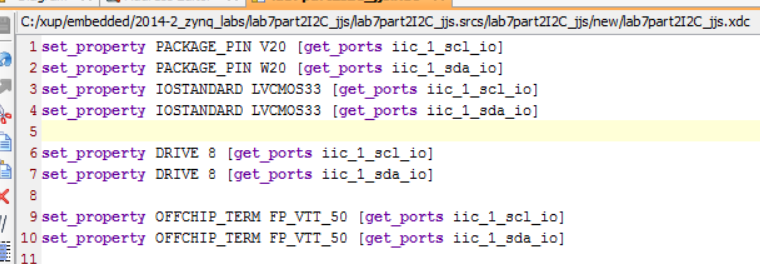 C:/xup/embedded/2014-2_zynq_labs/lab7part2I2C_jjs/lab7part2I2C_jjs.srcs/sources_1/new/lab7part2I2C_jjs.xdc
1 set_property PACKAGE_PIN V20 [get_ports iic_1_scl_io]
2 set_property PACKAGE_PIN W20 [get_ports iic_1_sda_io]
3 set_property IOSTANDARD LVCMOS33 [get_ports iic_1_scl_io]
4 set_property IOSTANDARD LVCMOS33 [get_ports iic_1_sda_io]
5
6 set_property DRIVE 8 [get_ports iic_1_scl_io]
7 set_property DRIVE 8 [get_ports iic_1_sda_io]
8
9 set_property OFFCHIP_TERM FP_VTT_50 [get_ports iic_1_scl_io]
10 set_property OFFCHIP_TERM FP_VTT_50 [get_ports iic_1_sda_io]
11